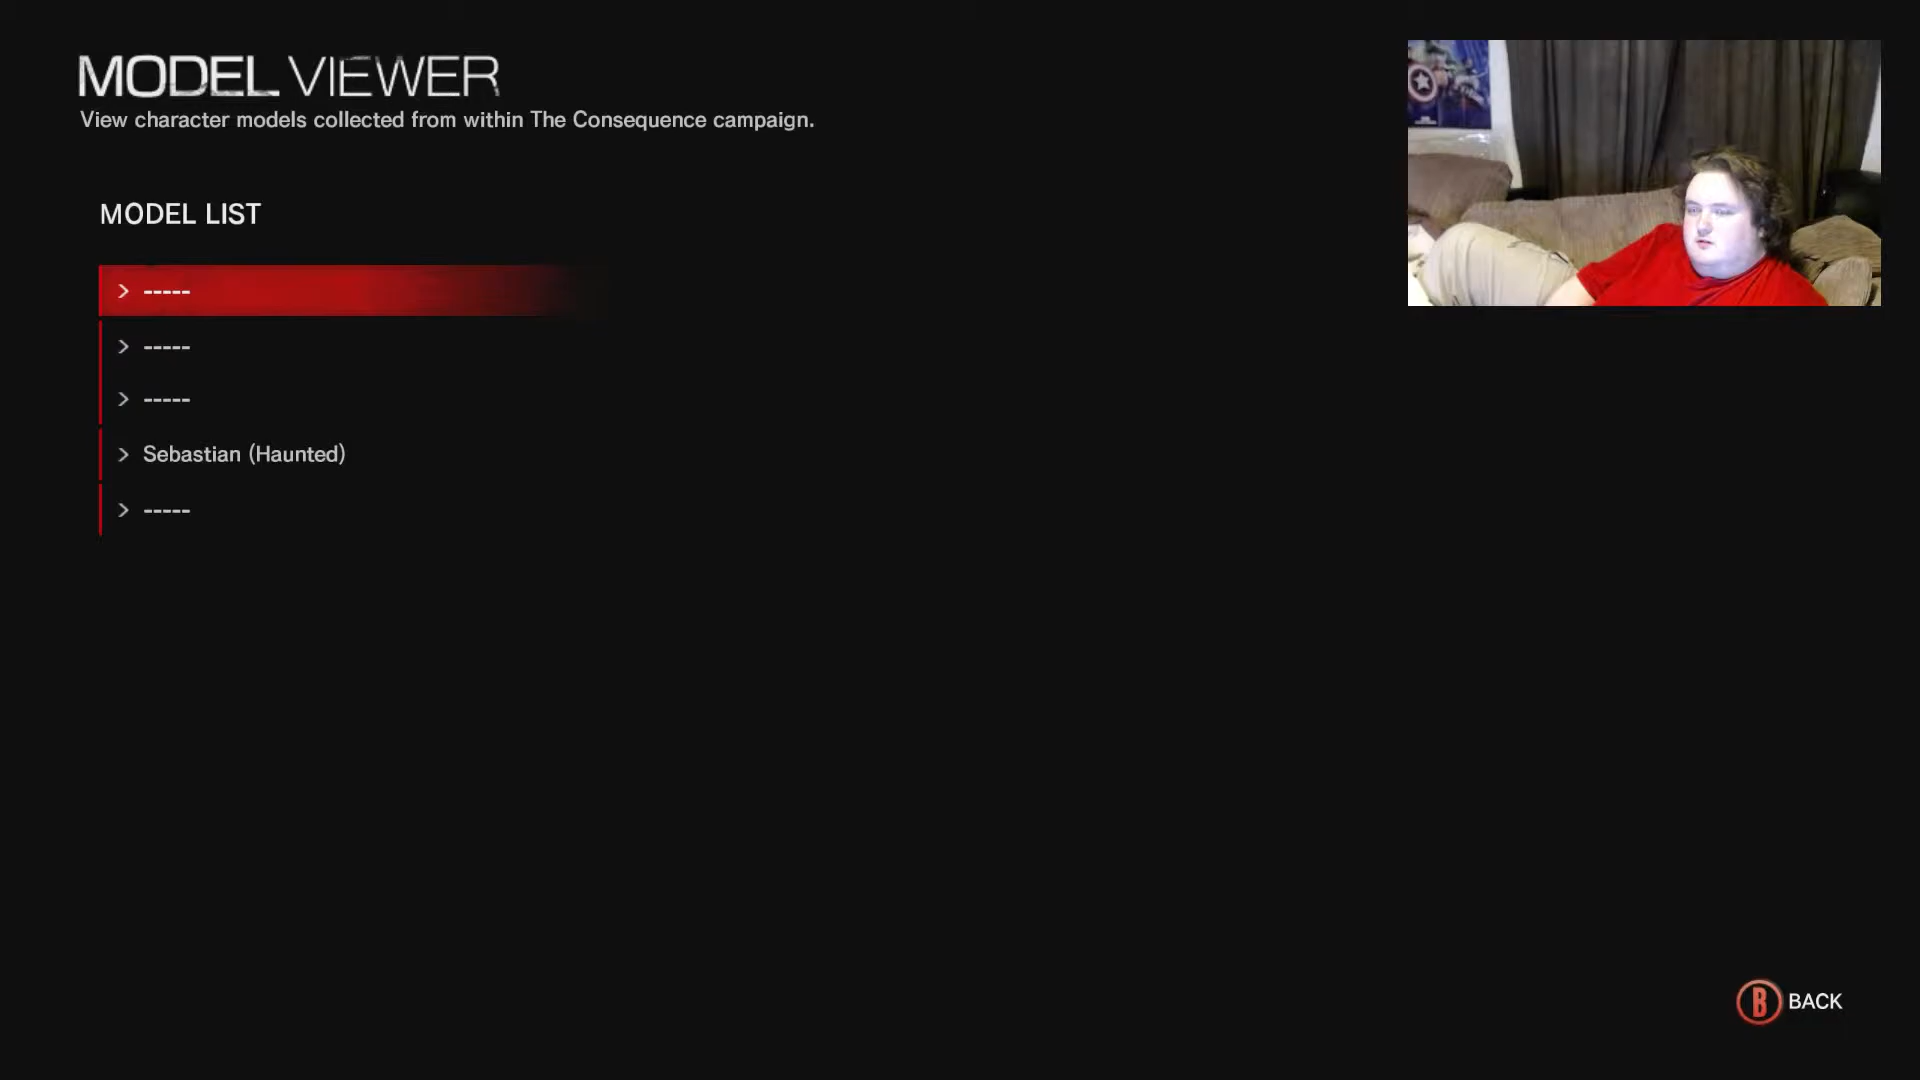 MODEL VIEWER
View character models collected from within The Consequence campaign.
MODEL LIST
> -----
> -----
> -----
> Sebastian (Haunted)
> -----
B BACK